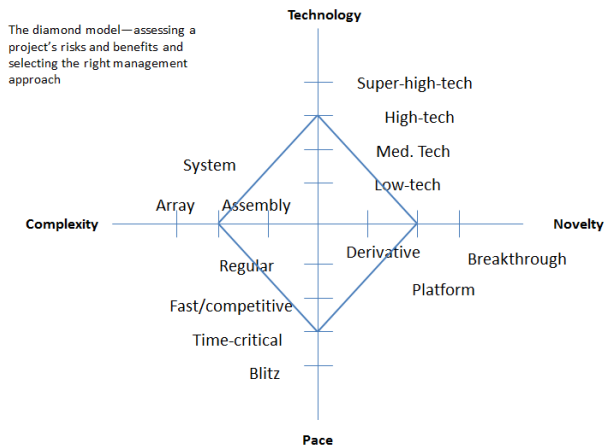 Technology
The diamond model—assessing a
project's risks and benefits and
selecting the right management
approach
Super-high-tech
High-tech
Med. Tech
System
Low-tech
Array
Assembly
Complexity
Novelty
Derivative
Breakthrough
Regular
Platform
Fast/competitive
Time-critical
Blitz
Pace